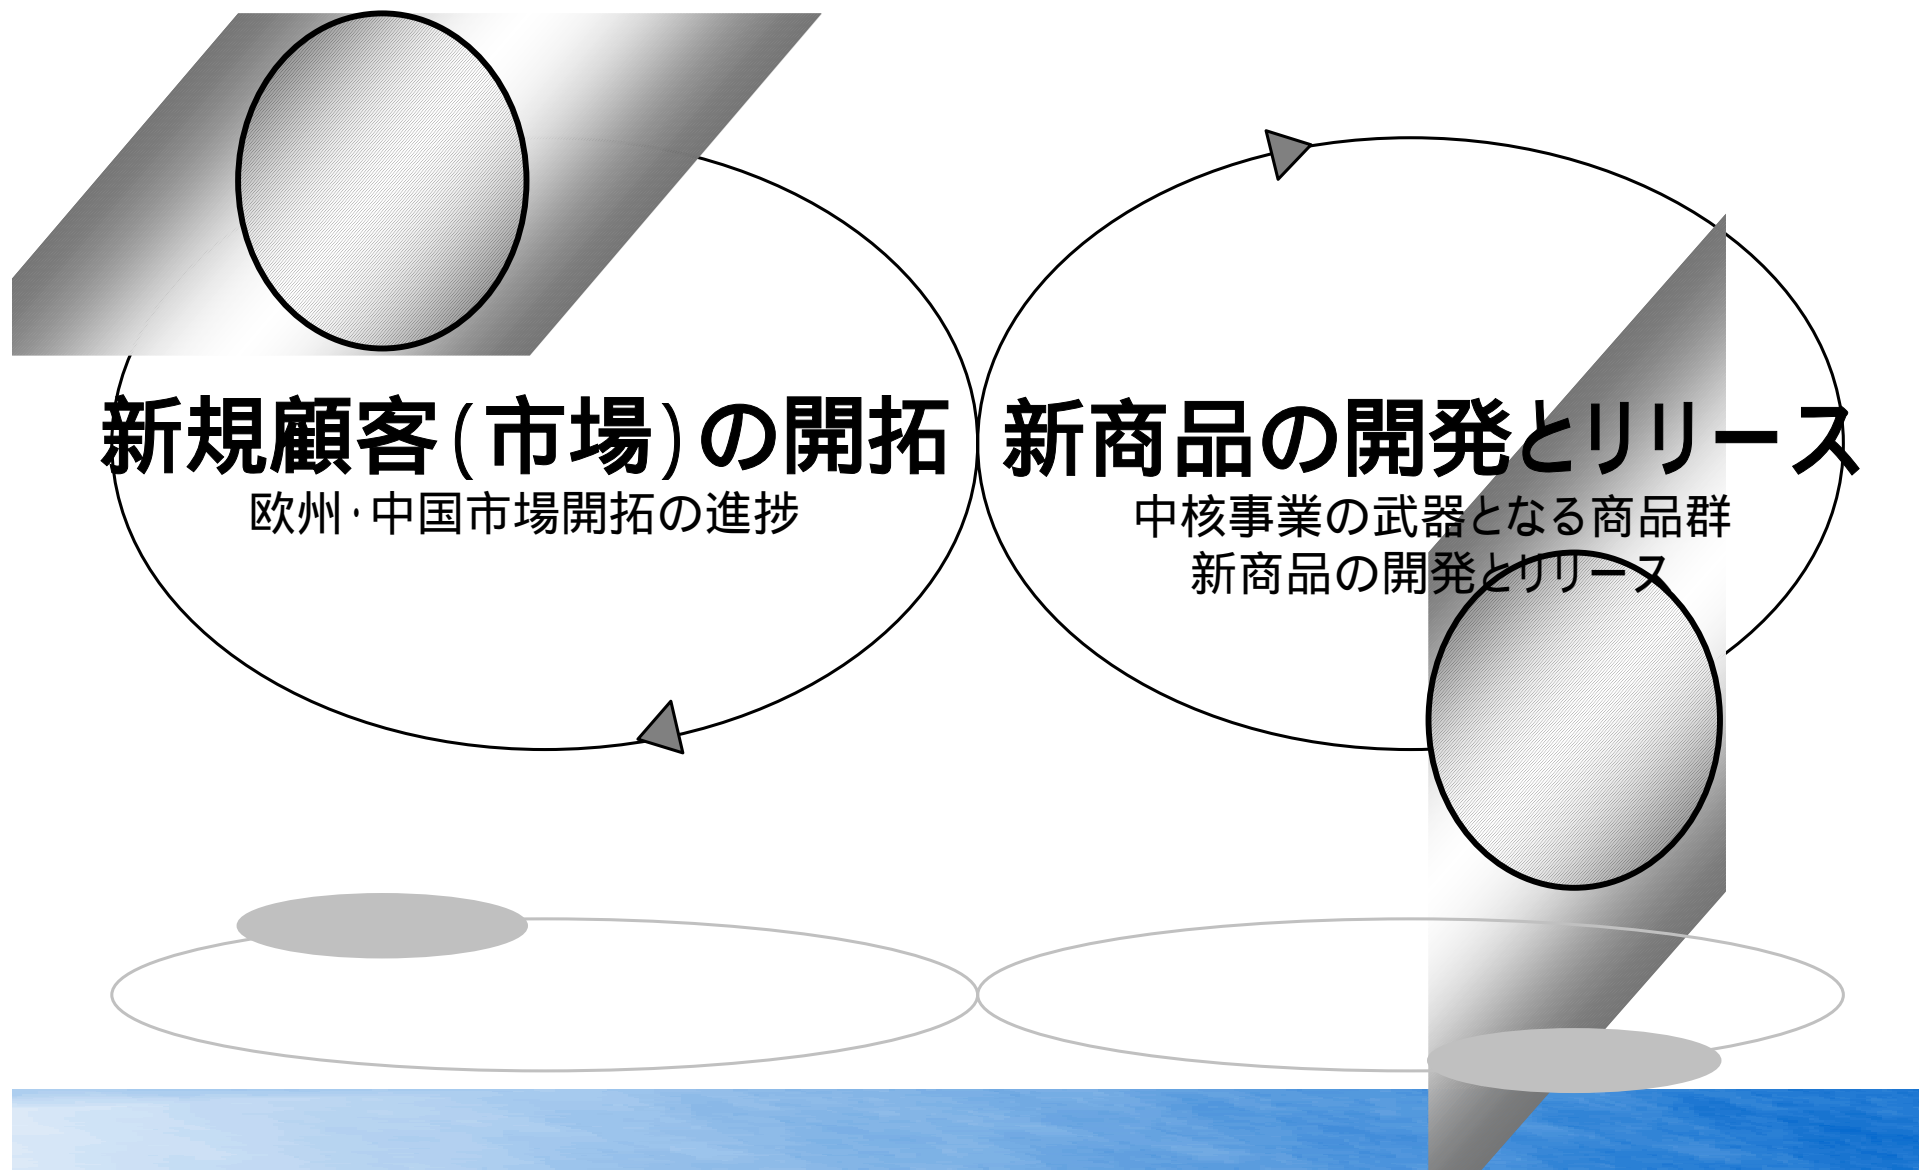 新規顧客(市場)の開拓
欧州·中国市場開拓の進捗
新商品の開発とリリース
中核事業の武器となる商品群
新商品の開発とリリース